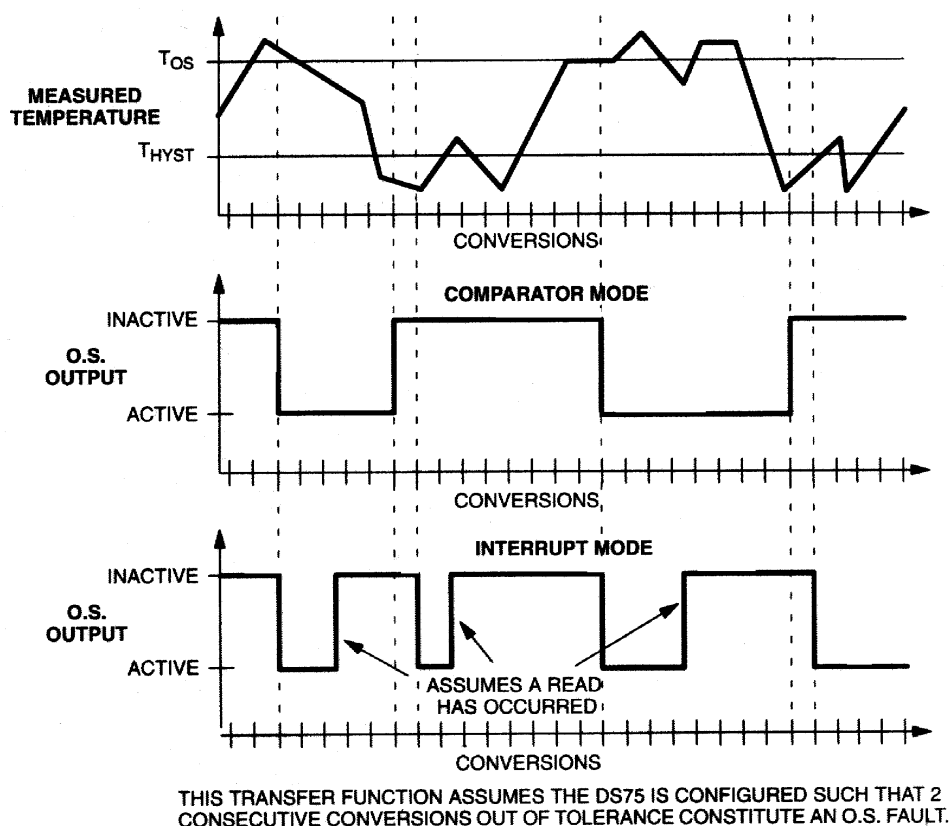 TOS
MEASURED
TEMPERATURE
THYST
CONVERSIONS
COMPARATOR MODE
INACTIVE
O.S.
OUTPUT
ACTIVE
CONVERSIONS
INTERRUPT MODE
INACTIVE
O.S.
OUTPUT
ACTIVE
ASSUMES A READ
HAS OCCURRED
CONVERSIONS
THIS TRANSFER FUNCTION ASSUMES THE DS75 IS CONFIGURED SUCH THAT 2
CONSECUTIVE CONVERSIONS OUT OF TOLERANCE CONSTITUTE AN O.S. FAULT.